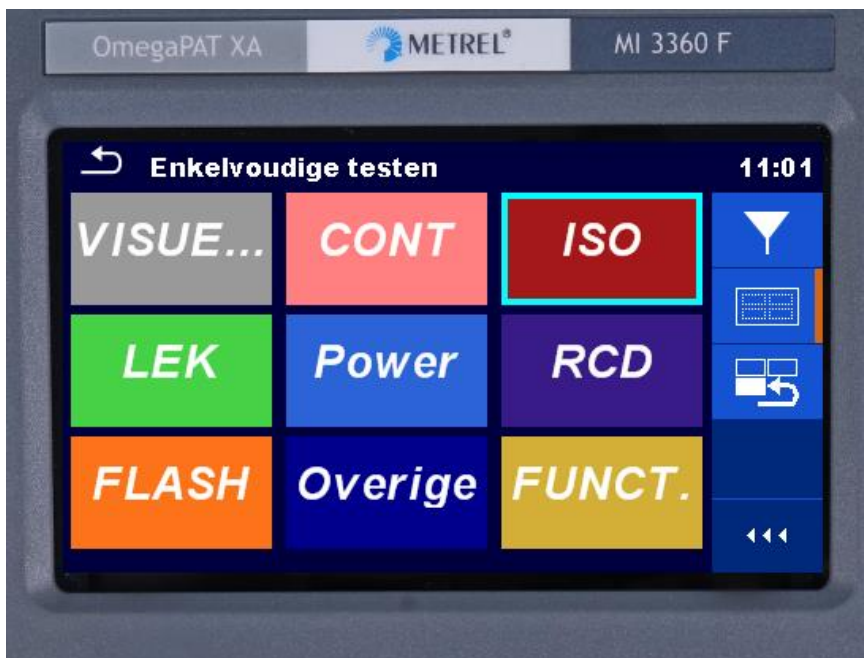 OmegaPAT XA METREL® MI 3360 F
Enkelvoudige testen 11:01
VISUE... CONT ISO
LEK Power RCD
FLASH Overige FUNCT.